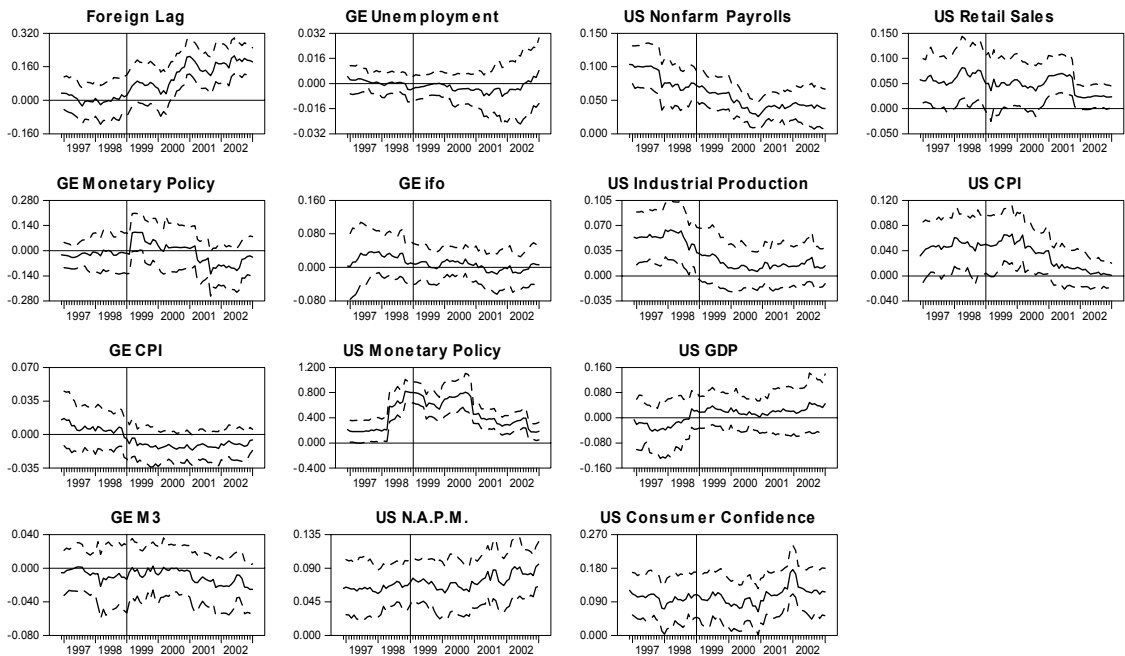 Foreign Lag
0.320
0.160
0.000
-0.160
1997 1998 1999 2000 2001 2002
GE Unemployment
0.032
0.016
0.000
-0.016
-0.032
1997 1998 1999 2000 2001 2002
US Nonfarm Payrolls
0.150
0.100
0.050
0.000
1997 1998 1999 2000 2001 2002
US Retail Sales
0.150
0.100
0.050
0.000
-0.050
1997 1998 1999 2000 2001 2002
GE Monetary Policy
0.280
0.140
0.000
-0.140
-0.280
1997 1998 1999 2000 2001 2002
GE ifo
0.160
0.080
0.000
-0.080
1997 1998 1999 2000 2001 2002
US Industrial Production
0.105
0.070
0.035
0.000
-0.035
1997 1998 1999 2000 2001 2002
US CPI
0.120
0.080
0.040
0.000
-0.040
1997 1998 1999 2000 2001 2002
GE CPI
0.070
0.035
0.000
-0.035
1997 1998 1999 2000 2001 2002
US Monetary Policy
1.200
0.800
0.400
0.000
-0.400
1997 1998 1999 2000 2001 2002
US GDP
0.160
0.080
0.000
-0.080
-0.160
1997 1998 1999 2000 2001 2002
GE M3
0.040
0.000
-0.040
-0.080
1997 1998 1999 2000 2001 2002
US N.A.P.M.
0.135
0.090
0.045
0.000
1997 1998 1999 2000 2001 2002
US Consumer Confidence
0.270
0.180
0.090
0.000
1997 1998 1999 2000 2001 2002